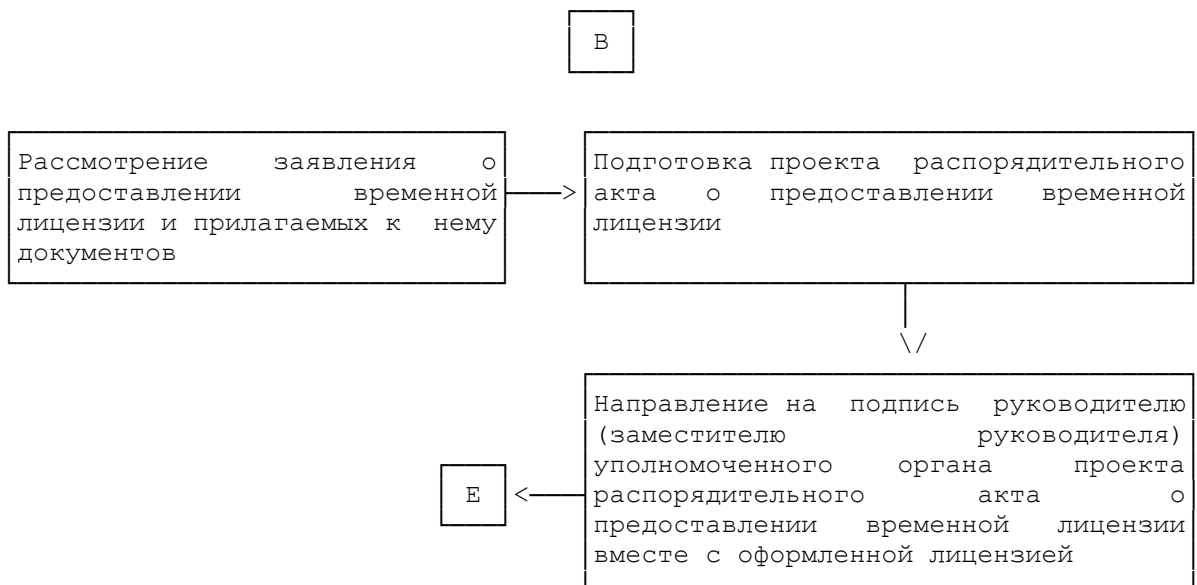 В
Рассмотрение заявления о
предоставлении временной
лицензии и прилагаемых к нему
документов
Подготовка проекта распорядительного
акта о предоставлении временной
лицензии
Направление на подпись руководителю
(заместителю руководителя)
уполномоченного органа проекта
распорядительного акта о
предоставлении временной лицензии
вместе с оформленной лицензией
Е